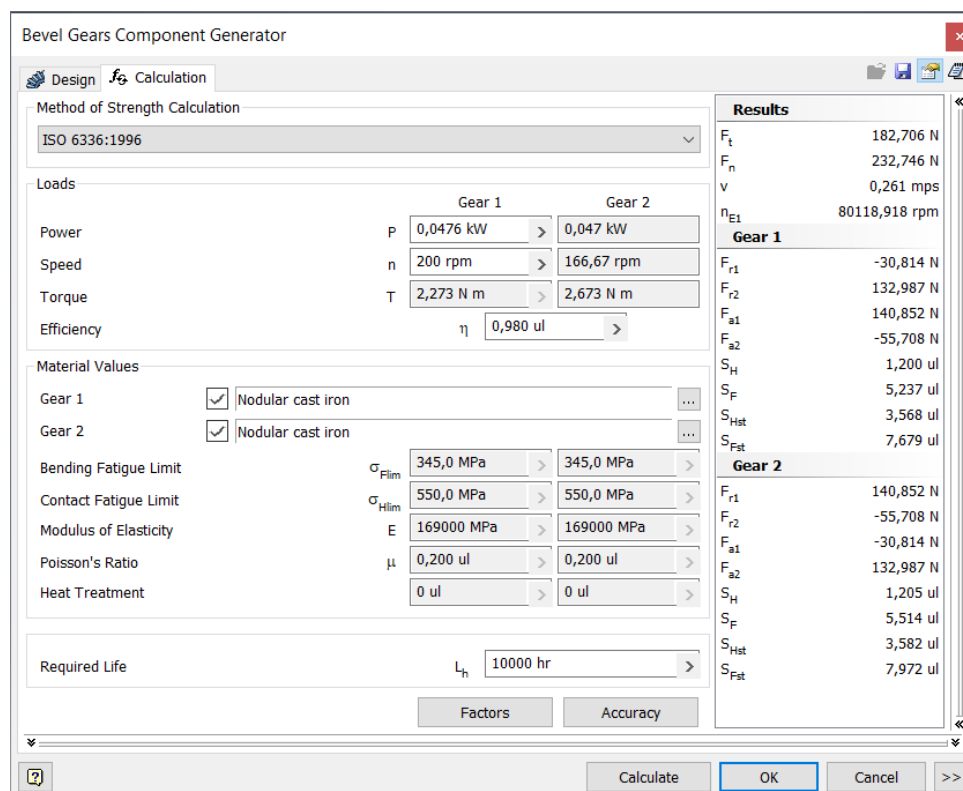 Bevel Gears Component Generator
Design Calculation
Method of Strength Calculation
ISO 6336:1996
Loads
Gear 1 Gear 2
Power P 0,0476 kW 0,047 kW
Speed n 200 rpm 166,67 rpm
Torque T 2,273 N m 2,673 N m
Efficiency η 0,980 ul
Material Values
Gear 1 Nodular cast iron ...
Gear 2 Nodular cast iron ...
Bending Fatigue Limit σFlim 345,0 MPa 345,0 MPa
Contact Fatigue Limit σHlim 550,0 MPa 550,0 MPa
Modulus of Elasticity E 169000 MPa 169000 MPa
Poisson's Ratio μ 0,200 ul 0,200 ul
Heat Treatment 0 ul 0 ul
Required Life Lh 10000 hr
Factors Accuracy
Results
Ft 182,706 N
Fn 232,746 N
v 0,261 mps
nE1 80118,918 rpm
Gear 1
Fr1 -30,814 N
Fr2 132,987 N
Fa1 140,852 N
Fa2 -55,708 N
SH 1,200 ul
SF 5,237 ul
SHst 3,568 ul
SFst 7,679 ul
Gear 2
Fr1 140,852 N
Fr2 -55,708 N
Fa1 -30,814 N
Fa2 132,987 N
SH 1,205 ul
SF 5,514 ul
SHst 3,582 ul
SFst 7,972 ul
Calculate OK Cancel >>